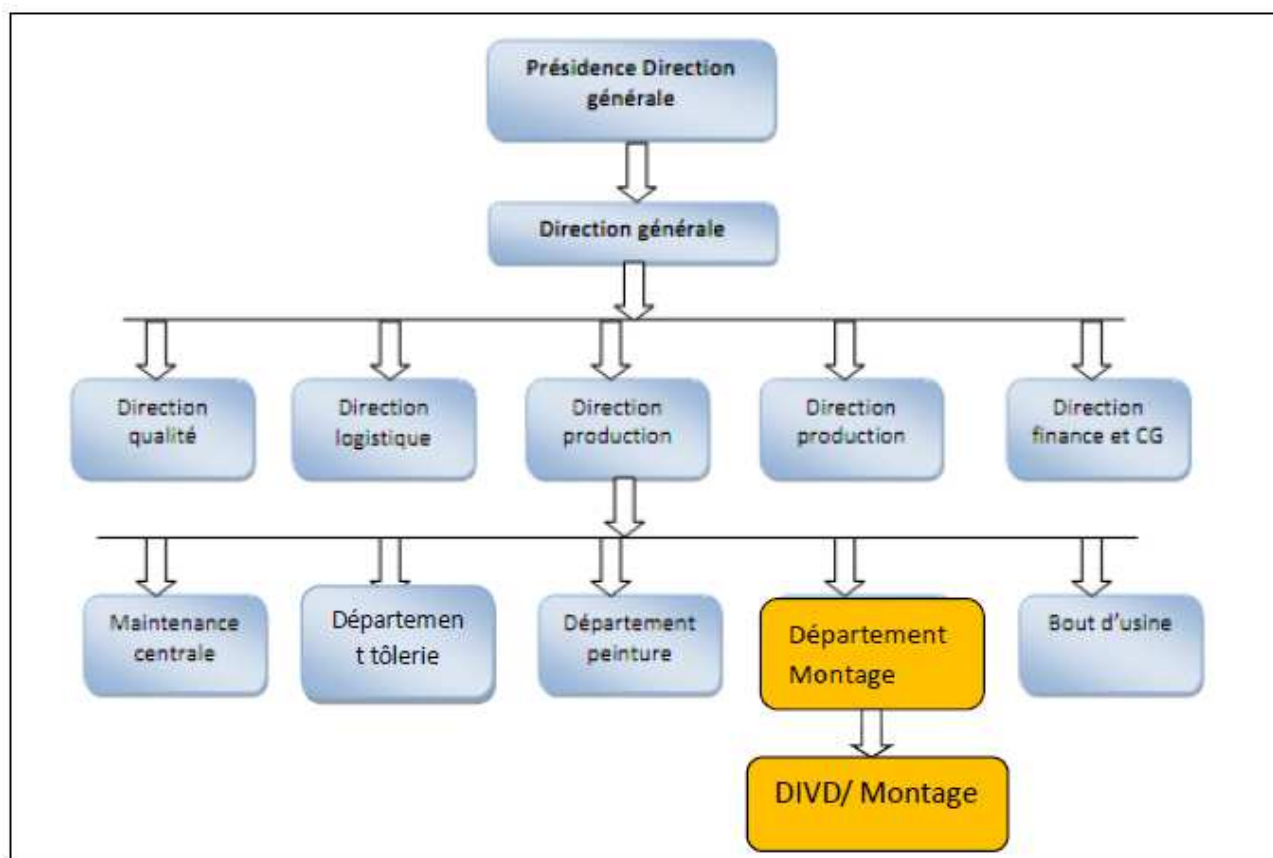 Présidence Direction
générale
Direction générale
Direction
qualité
Direction
logistique
Direction
production
Direction
production
Direction
finance et CG
Maintenance
centrale
Départemen
t tôlerie
Département
peinture
Département
Montage
Bout d'usine
DIVD/ Montage